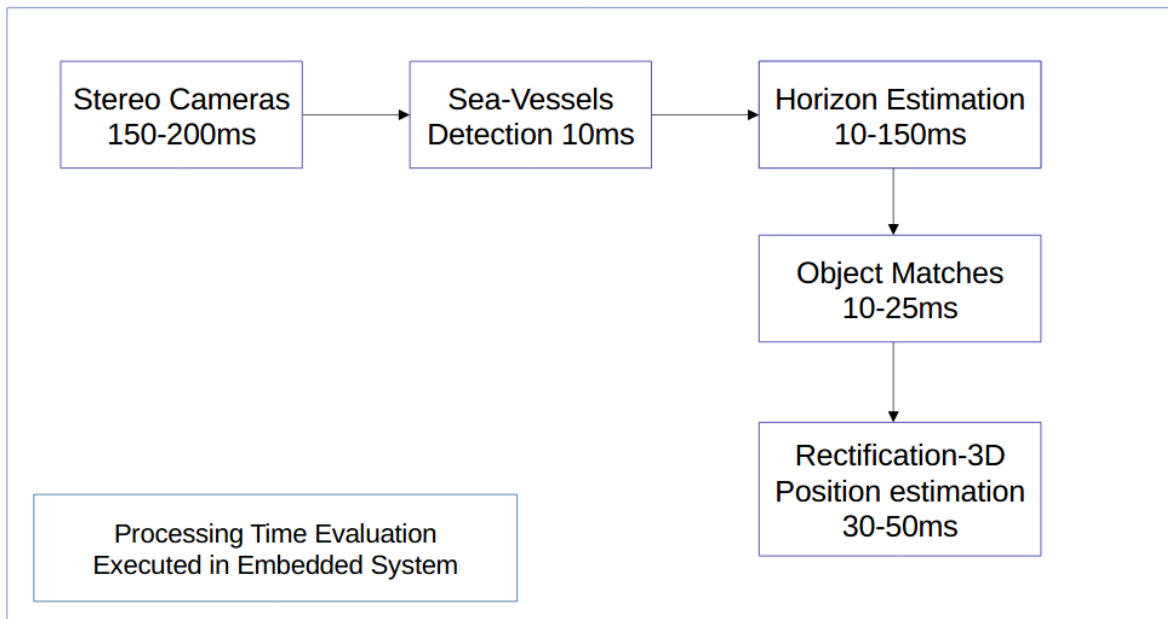 Stereo Cameras
150-200ms
Sea-Vessels
Detection 10ms
Horizon Estimation
10-150ms
Object Matches
10-25ms
Rectification-3D
Position estimation
30-50ms
Processing Time Evaluation
Executed in Embedded System